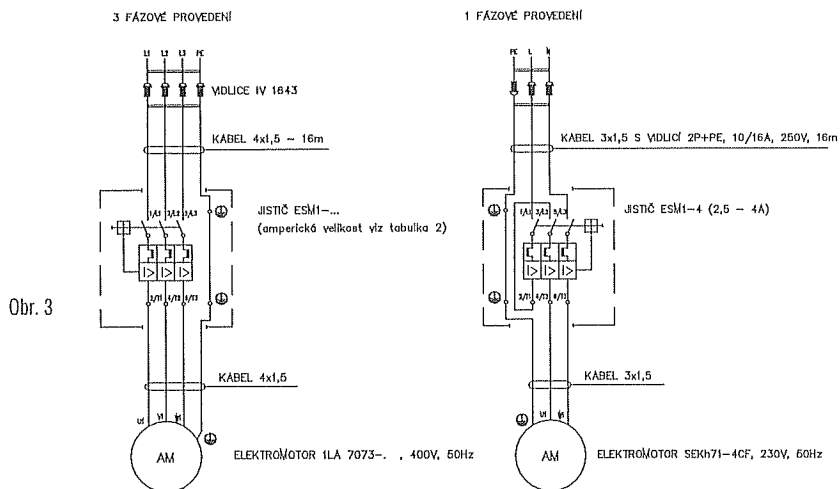 3 FÁZOVÉ PROVEDENÍ
L1 L2 L3 PE
VIDLICE IV 1643
KABEL 4x1,5 ~ 16m
1/L1 3/L2 5/L3
JISTIČ ESM1-...
(amperická velikost viz tabulka 2)
I> I> I>
2/T1 4/T2 6/T3
KABEL 4x1,5
U1 V1 W1
AM
ELEKTROMOTOR 1LA 7073-. , 400V, 50Hz
1 FÁZOVÉ PROVEDENÍ
PE L N
KABEL 3x1,5 S VIDLICÍ 2P+PE, 10/16A, 250V, 16m
1/L1 3/L2 5/L3
JISTIČ ESM1-4 (2,5 - 4A)
I> I> I>
2/T1 4/T2 6/T3
KABEL 3x1,5
AM
ELEKTROMOTOR SEKh71-4CF, 230V, 50Hz
Obr. 3